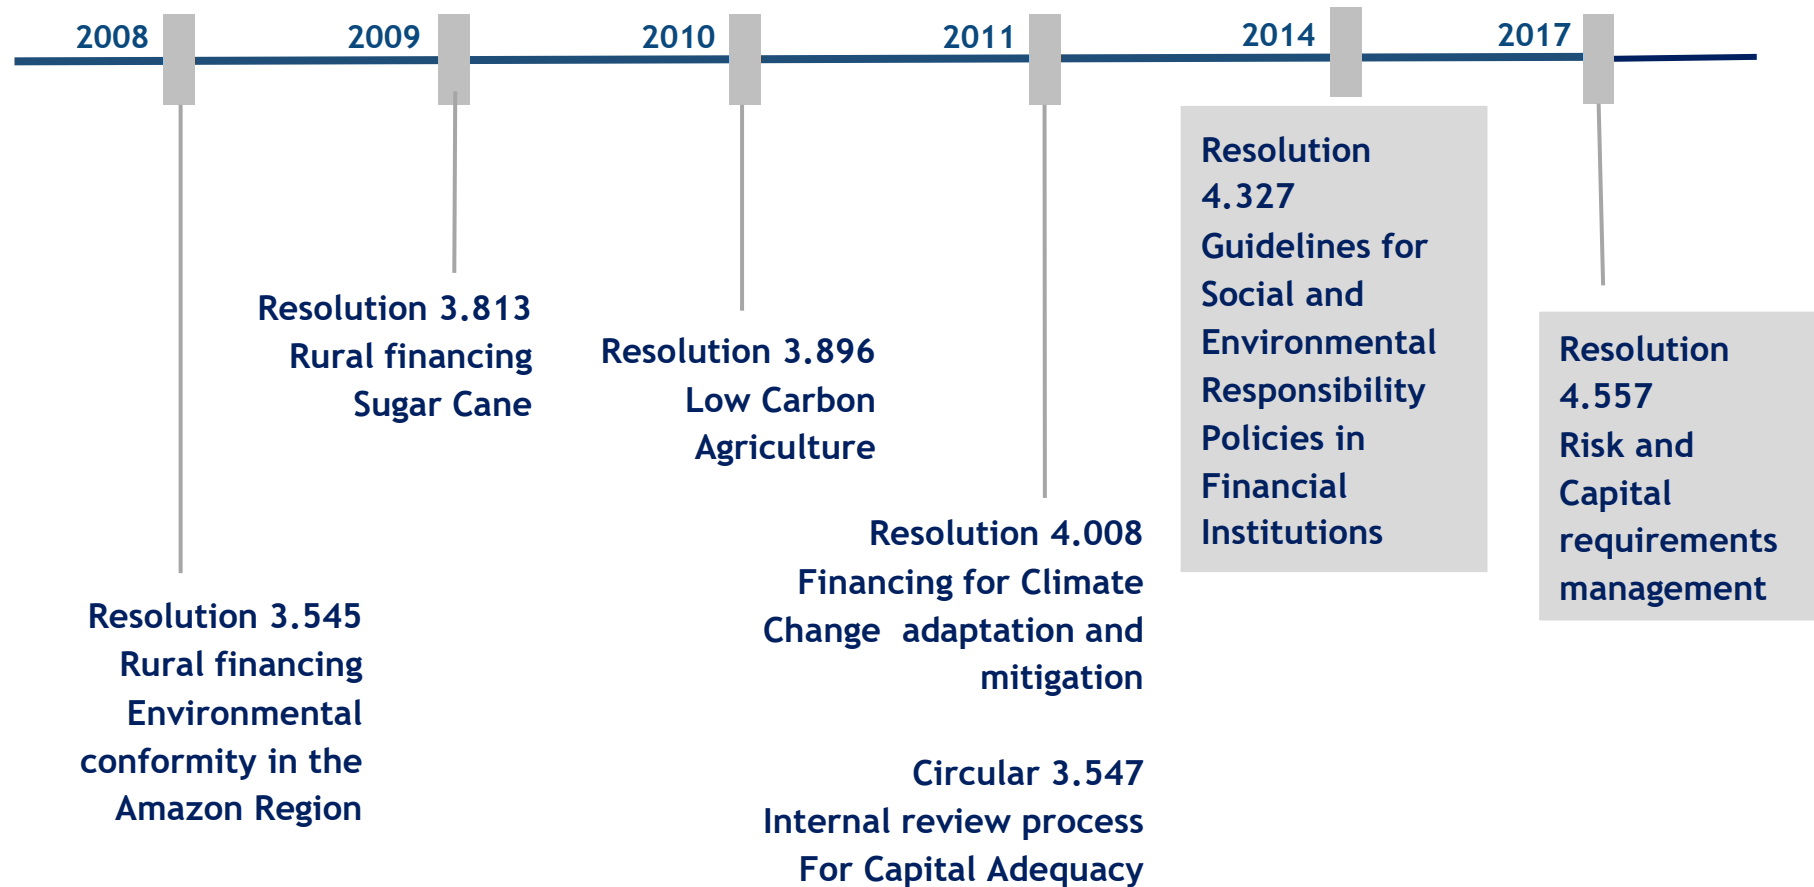 2008
2009
2010
2011
2014
2017
Resolution 3.545
Rural financing
Environmental
conformity in the
Amazon Region
Resolution 3.813
Rural financing
Sugar Cane
Resolution 3.896
Low Carbon
Agriculture
Resolution 4.008
Financing for Climate
Change  adaptation and
mitigation
Circular 3.547
Internal review process
For Capital Adequacy
Resolution
4.327
Guidelines for
Social and
Environmental
Responsibility
Policies in
Financial
Institutions
Resolution
4.557
Risk and
Capital
requirements
management